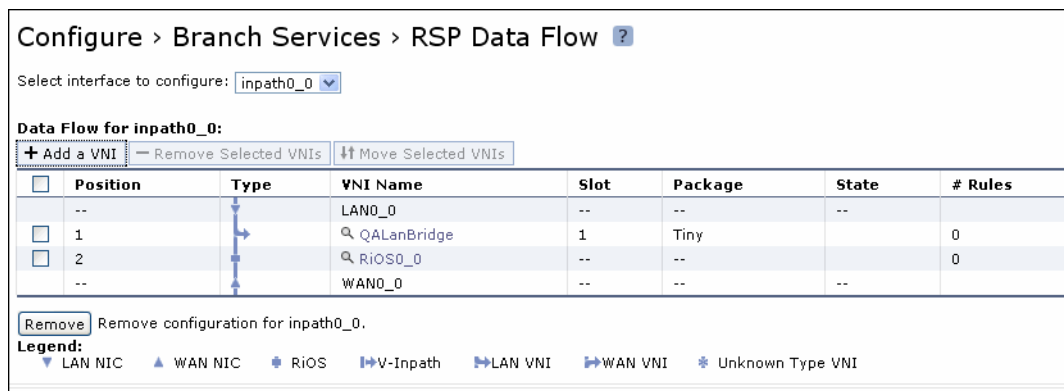 Configure › Branch Services › RSP Data Flow ?
Select interface to configure: inpath0_0
Data Flow for inpath0_0:
+ Add a VNI − Remove Selected VNIs Move Selected VNIs
Position Type VNI Name Slot Package State # Rules
-- LAN0_0 -- -- --
1 QALanBridge 1 Tiny 0
2 RiOS0_0 -- -- 0
-- WAN0_0 -- -- --
Remove Remove configuration for inpath0_0.
Legend:
LAN NIC WAN NIC RiOS V-Inpath LAN VNI WAN VNI Unknown Type VNI